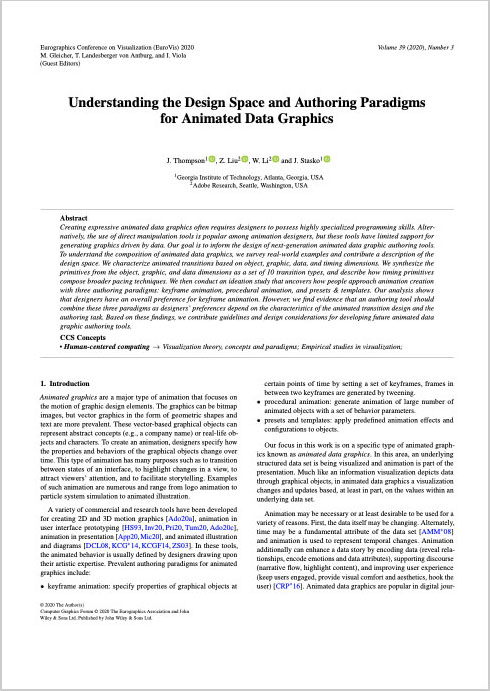 Eurographics Conference on Visualization (EuroVis) 2020
M. Gleicher, T. Landesberger von Antburg, and I. Viola
(Guest Editors)
Volume 39 (2020), Number 3
Understanding the Design Space and Authoring Paradigms
for Animated Data Graphics
J. Thompson¹, Z. Liu², W. Li² and J. Stasko¹
¹Georgia Institute of Technology, Atlanta, Georgia, USA
²Adobe Research, Seattle, Washington, USA
Abstract
Creating expressive animated data graphics often requires designers to possess highly specialized programming skills. Alter-
natively, the use of direct manipulation tools is popular among animation designers, but these tools have limited support for
generating graphics driven by data. Our goal is to inform the design of next-generation animated data graphic authoring tools.
To understand the composition of animated data graphics, we survey real-world examples and contribute a description of the
design space. We characterize animated transitions based on object, graphic, data, and timing dimensions. We synthesize the
primitives from the object, graphic, and data dimensions as a set of 10 transition types, and describe how timing primitives
compose broader pacing techniques. We then conduct an ideation study that uncovers how people approach animation creation
with three authoring paradigms: keyframe animation, procedural animation, and presets & templates. Our analysis shows
that designers have an overall preference for keyframe animation. However, we find evidence that an authoring tool should
combine these three paradigms as designers' preferences depend on the characteristics of the animated transition design and the
authoring task. Based on these findings, we contribute guidelines and design considerations for developing future animated data
graphic authoring tools.
CCS Concepts
• Human-centered computing → Visualization theory, concepts and paradigms; Empirical studies in visualization;
1. Introduction
Animated graphics are a major type of animation that focuses on
the motion of graphic design elements. The graphics can be bitmap
images, but vector graphics in the form of geometric shapes and
text are more prevalent. These vector-based graphical objects can
represent abstract concepts (e.g., a company name) or real-life ob-
jects and characters. To create an animation, designers specify how
the properties and behaviors of the graphical objects change over
time. This type of animation has many purposes such as to transition
between states of an interface, to highlight changes in a view, to
attract viewers' attention, and to facilitate storytelling. Examples
of such animation are numerous and range from logo animation to
particle system simulation to animated illustration.
A variety of commercial and research tools have been developed
for creating 2D and 3D motion graphics [Ado20a], animation in
user interface prototyping [HS93, Inv20, Pri20, Tum20, Ado20c],
animation in presentation [App20, Mic20], and animated illustration
and diagrams [DCL08, KCG*14, KCGF14, ZS03]. In these tools,
the animated behavior is usually defined by designers drawing upon
their artistic expertise. Prevalent authoring paradigms for animated
graphics include:
• keyframe animation: specify properties of graphical objects at
certain points of time by setting a set of keyframes, frames in
between two keyframes are generated by tweening.
• procedural animation: generate animation of large number of
animated objects with a set of behavior parameters.
• presets and templates: apply predefined animation effects and
configurations to objects.
Our focus in this work is on a specific type of animated graph-
ics known as animated data graphics. In this area, an underlying
structured data set is being visualized and animation is part of the
presentation. Much like an information visualization depicts data
through graphical objects, in animated data graphics a visualization
changes and updates based, at least in part, on the values within an
underlying data set.
Animation may be necessary or at least desirable to be used for a
variety of reasons. First, the data itself may be changing. Alternately,
time may be a fundamental attribute of the data set [AMM*08]
and animation is used to represent temporal changes. Animation
additionally can enhance a data story by encoding data (reveal rela-
tionships, encode emotions and data attributes), supporting discourse
(narrative flow, highlight content), and improving user experience
(keep users engaged, provide visual comfort and aesthetics, hook the
user) [CRP*16]. Animated data graphics are popular in digital jour-
© 2020 The Author(s)
Computer Graphics Forum © 2020 The Eurographics Association and John
Wiley & Sons Ltd. Published by John Wiley & Sons Ltd.